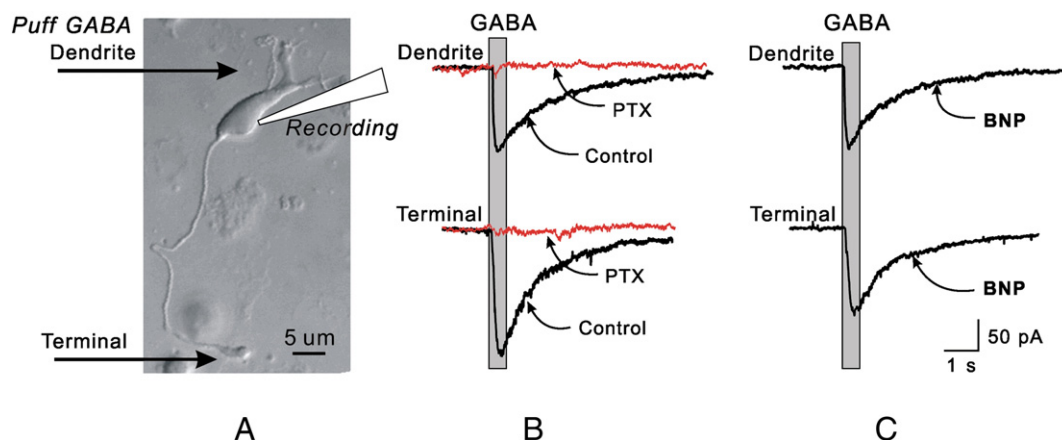 Puff GABA
Dendrite
Recording
Terminal
5 um
A
GABA
Dendrite
PTX
Control
Terminal
PTX
Control
B
GABA
Dendrite
BNP
Terminal
BNP
50 pA
1 s
C